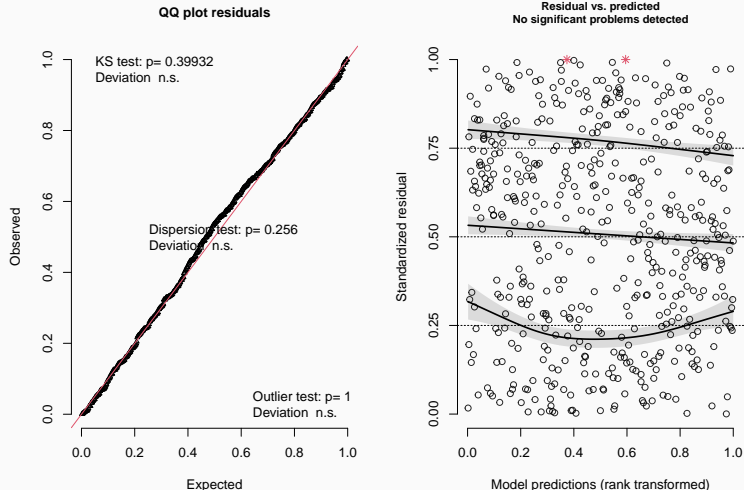 QQ plot residuals
KS test: p= 0.39932
Deviation n.s.
Dispersion test: p= 0.256
Deviation n.s.
Outlier test: p= 1
Deviation n.s.
Observed
0.0
0.2
0.4
0.6
0.8
1.0
0.0 0.2 0.4 0.6 0.8 1.0
Expected
Residual vs. predicted
No significant problems detected
Standardized residual
0.00
0.25
0.50
0.75
1.00
0.0 0.2 0.4 0.6 0.8 1.0
Model predictions (rank transformed)